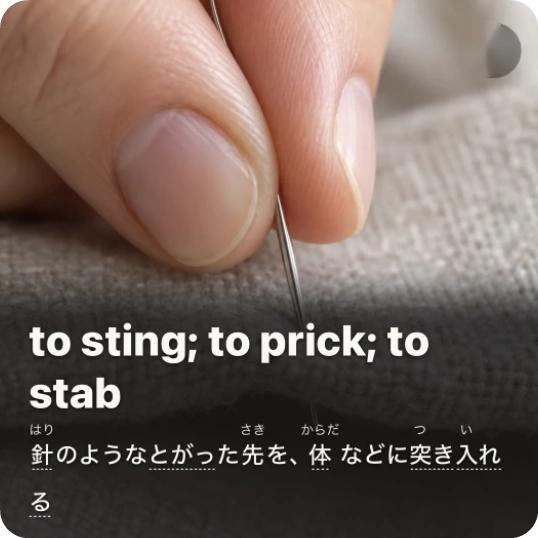 to sting; to prick; to
stab
はり さき からだ つ い
針のようなとがった先を、体 などに突き入れ
る